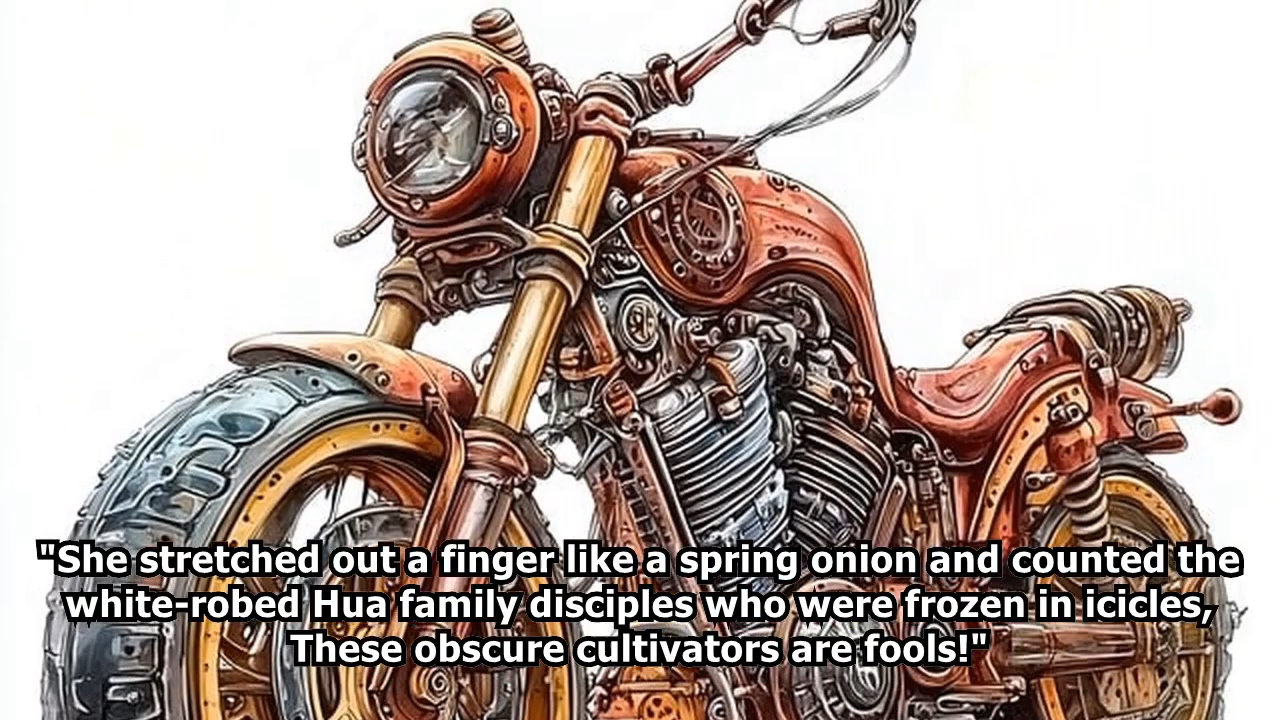 "She stretched out a finger like a spring onion and counted the
white-robed Hua family disciples who were frozen in icicles,
These obscure cultivators are fools!"